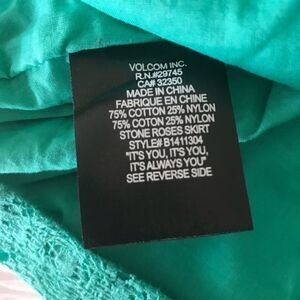 VOLCOM INC.
R.N.#29745
CA# 32350
MADE IN CHINA
FABRIQUE EN CHINE
75% COTTON 25% NYLON
75% COTON 25% NYLON
STONE ROSES SKIRT
STYLE# B1411304
"IT'S YOU, IT'S YOU,
IT'S ALWAYS YOU"
SEE REVERSE SIDE